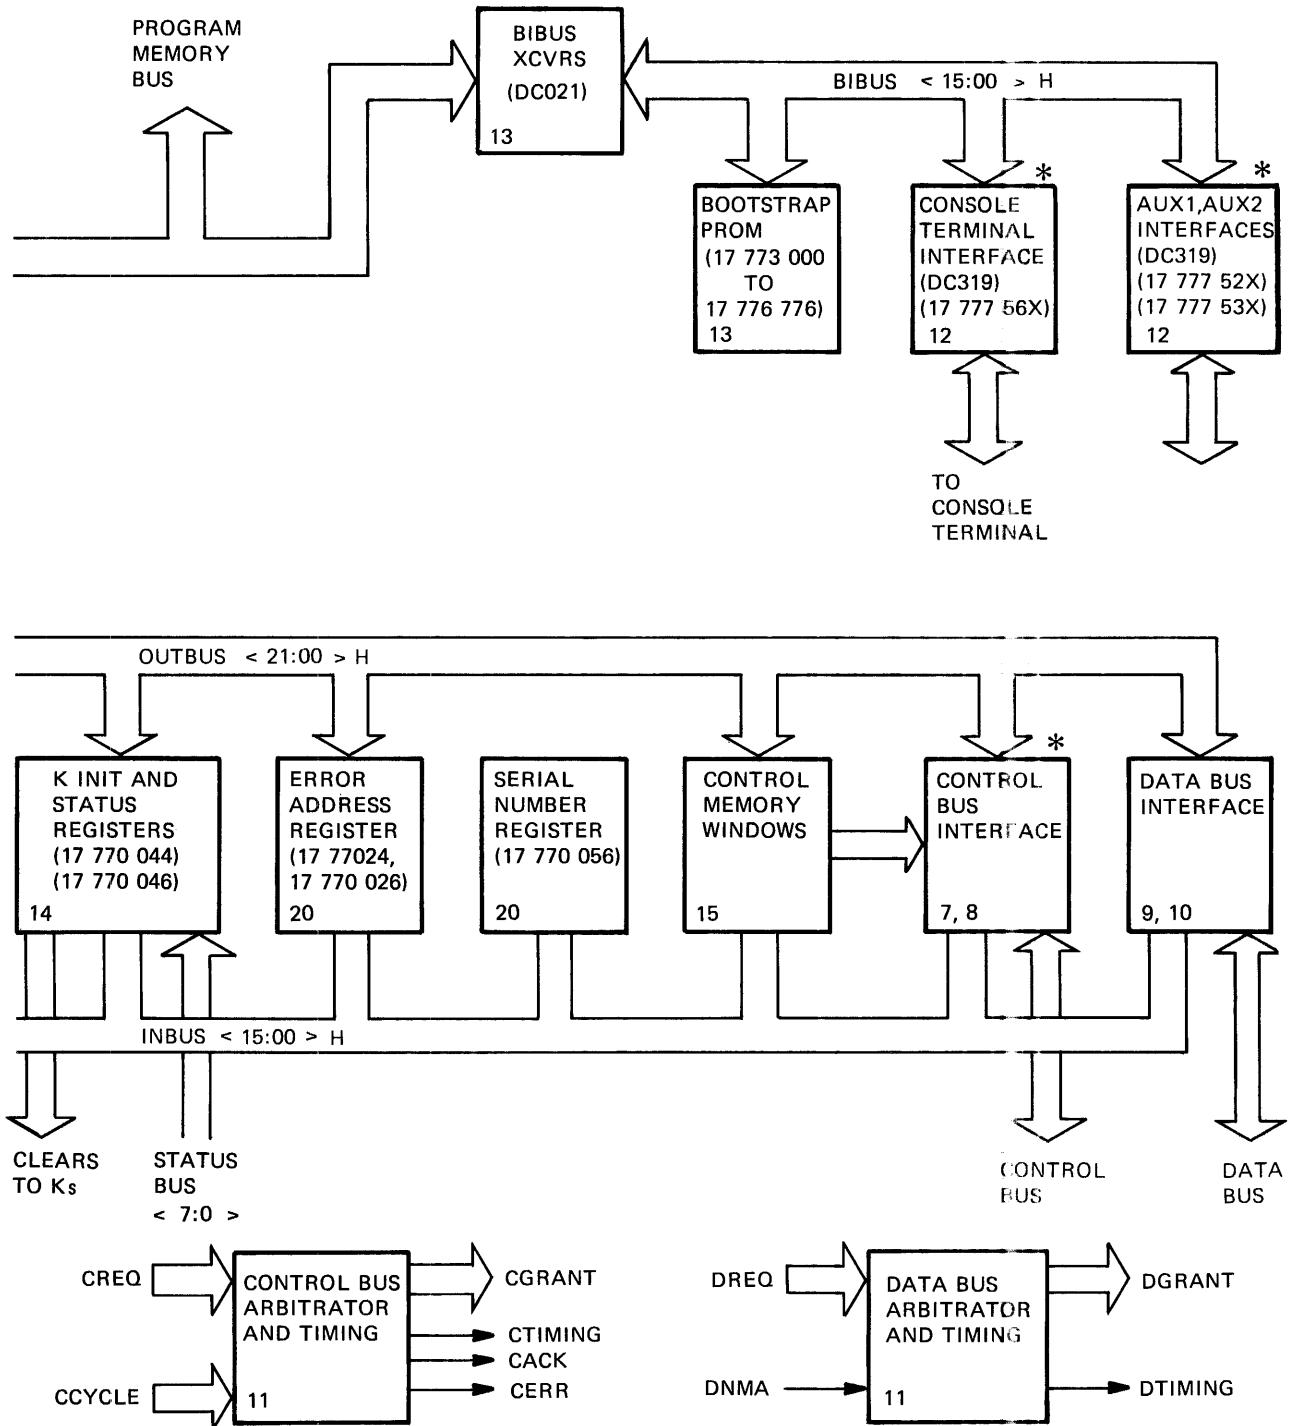 PROGRAM
MEMORY
BUS
BIBUS
XCVRS
(DC021)
13
BIBUS < 15:00 > H
BOOTSTRAP
PROM
(17 773 000
TO
17 776 776)
13
*
CONSOLE
TERMINAL
INTERFACE
(DC319)
(17 777 56X)
12
*
AUX1,AUX2
INTERFACES
(DC319)
(17 777 52X)
(17 777 53X)
12
TO
CONSOLE
TERMINAL
OUTBUS < 21:00 > H
K INIT AND
STATUS
REGISTERS
(17 770 044)
(17 770 046)
14
ERROR
ADDRESS
REGISTER
(17 77024,
17 770 026)
20
SERIAL
NUMBER
REGISTER
(17 770 056)
20
CONTROL
MEMORY
WINDOWS
15
*
CONTROL
BUS
INTERFACE
7, 8
DATA BUS
INTERFACE
9, 10
INBUS < 15:00 > H
CLEARS
TO Ks
STATUS
BUS
< 7:0 >
CONTROL
BUS
DATA
BUS
CREQ
CCYCLE
CONTROL BUS
ARBITRATOR
AND TIMING
11
CGRANT
CTIMING
CACK
CERR
DREQ
DNMA
DATA BUS
ARBITRATOR
AND TIMING
11
DGRANT
DTIMING